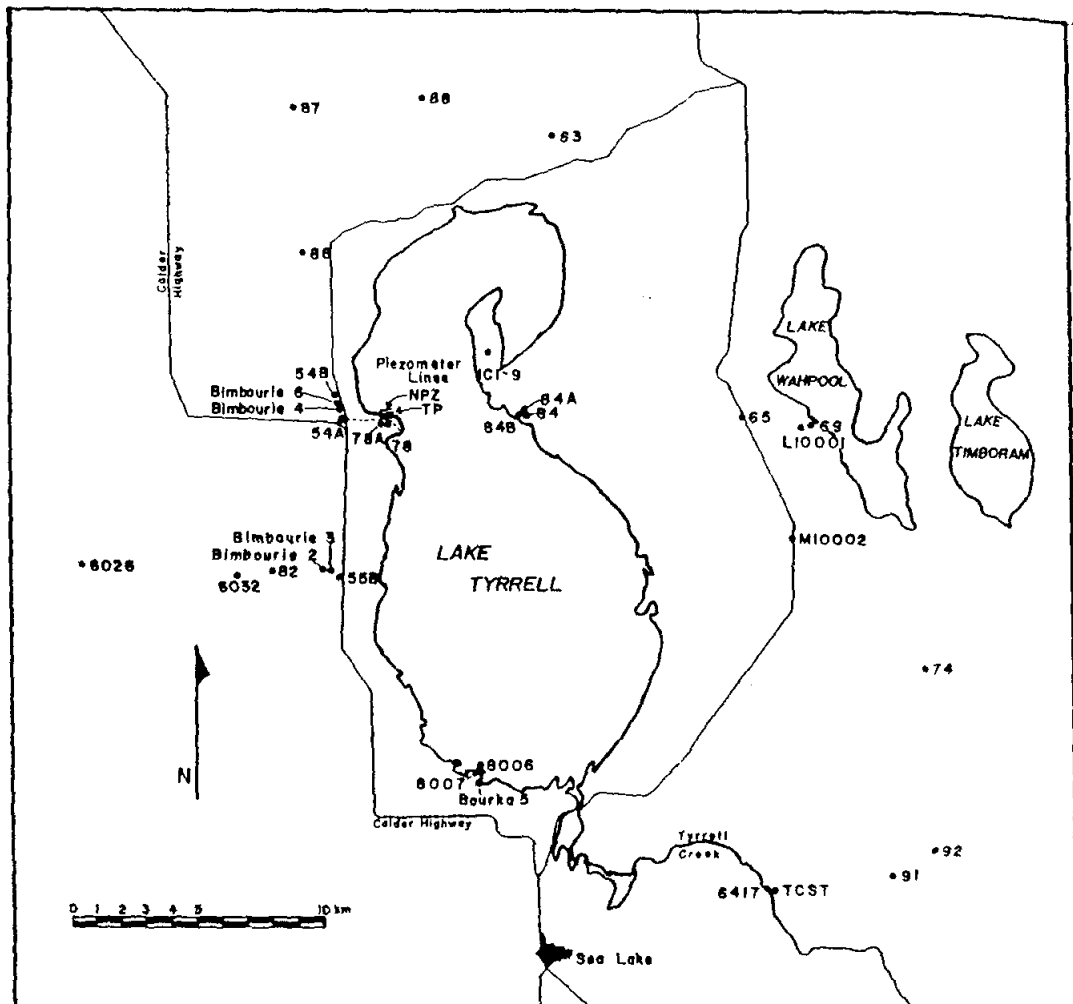 87
88
63
Calder
Highway
86
LAKE
WAHPOOL
LAKE
TIMBORAM
Piezometer
Lines
IC1-9
54B
Bimbourie 6
Bimbourie 4
NPZ
TP
54A
78A
78
84A
84
84B
65
69
L10001
Bimbourie 3
Bimbourie 2
M10002
6026
6032
82
55B
LAKE
TYRRELL
74
N
8006
8007
Bourka 5
Calder Highway
Tyrrell
Creek
92
91
6417
TCST
0 1 2 3 4 5 10 km
Sea Lake